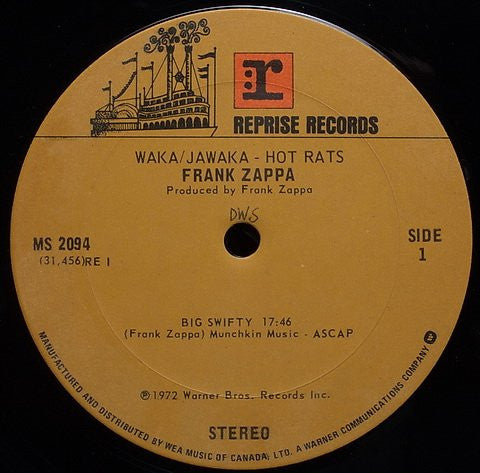 r
REPRISE RECORDS
WAKA/JAWAKA - HOT RATS
FRANK ZAPPA
Produced by Frank Zappa
DWS
MS 2094
(31,456)RE 1
SIDE
1
BIG SWIFTY 17:46
(Frank Zappa) Munchkin Music - ASCAP
℗1972 Warner Bros. Records Inc.
STEREO
MANUFACTURED AND DISTRIBUTED BY WEA MUSIC OF CANADA, LTD. A WARNER COMMUNICATIONS COMPANY